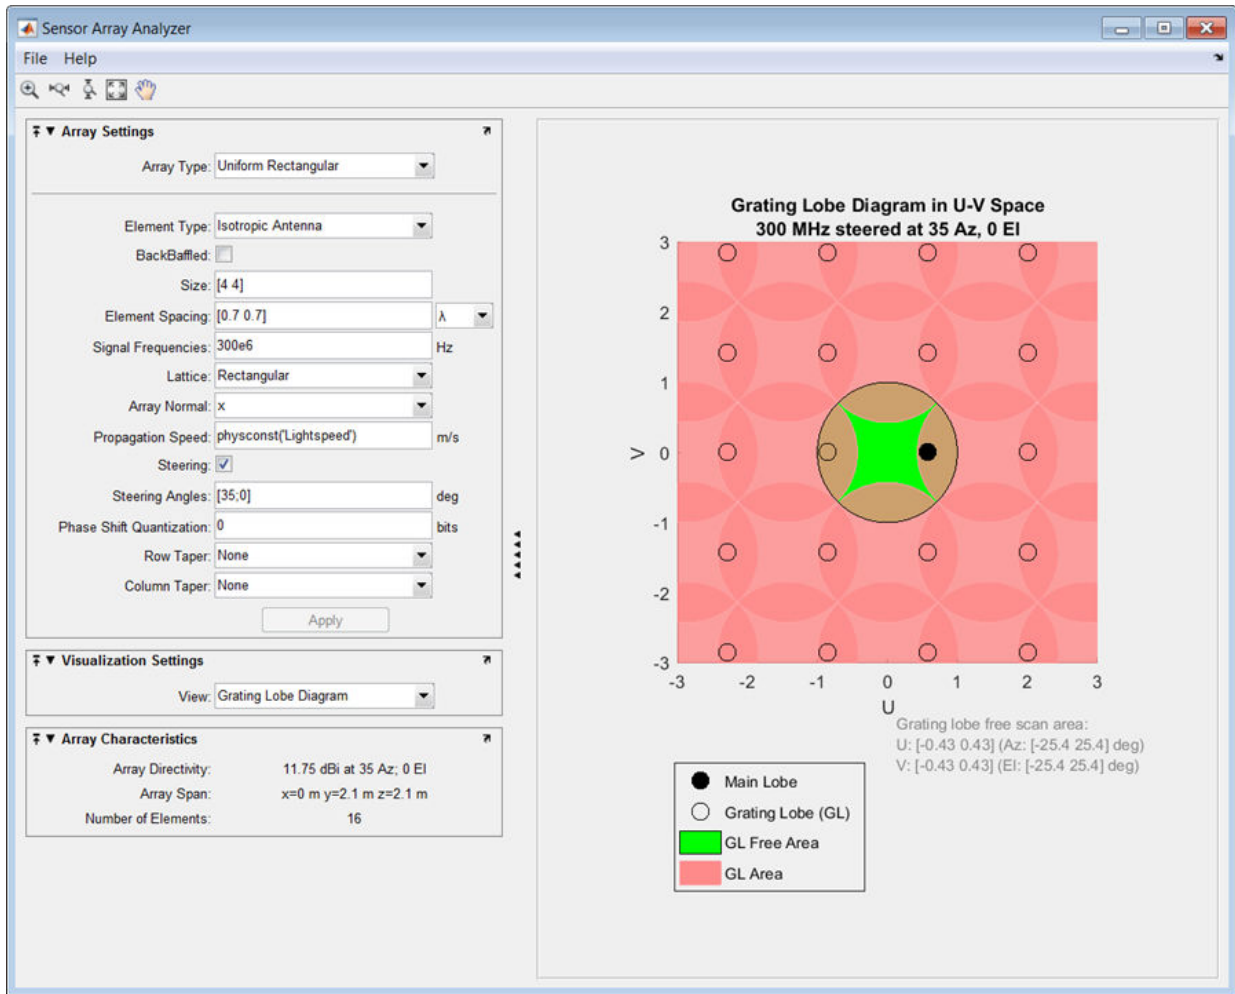 Sensor Array Analyzer
File Help
Array Settings
Array Type: Uniform Rectangular
Element Type: Isotropic Antenna
BackBaffled:
Size: [4 4]
Element Spacing: [0.7 0.7] λ
Signal Frequencies: 300e6 Hz
Lattice: Rectangular
Array Normal: x
Propagation Speed: physconst('Lightspeed') m/s
Steering:
Steering Angles: [35;0] deg
Phase Shift Quantization: 0 bits
Row Taper: None
Column Taper: None
Apply
Visualization Settings
View: Grating Lobe Diagram
Array Characteristics
Array Directivity: 11.75 dBi at 35 Az; 0 El
Array Span: x=0 m y=2.1 m z=2.1 m
Number of Elements: 16
Grating Lobe Diagram in U-V Space
300 MHz steered at 35 Az, 0 El
3
2
1
0
-1
-2
-3
V
-3 -2 -1 0 1 2 3
U
Grating lobe free scan area:
U: [-0.43 0.43] (Az: [-25.4 25.4] deg)
V: [-0.43 0.43] (El: [-25.4 25.4] deg)
Main Lobe
Grating Lobe (GL)
GL Free Area
GL Area